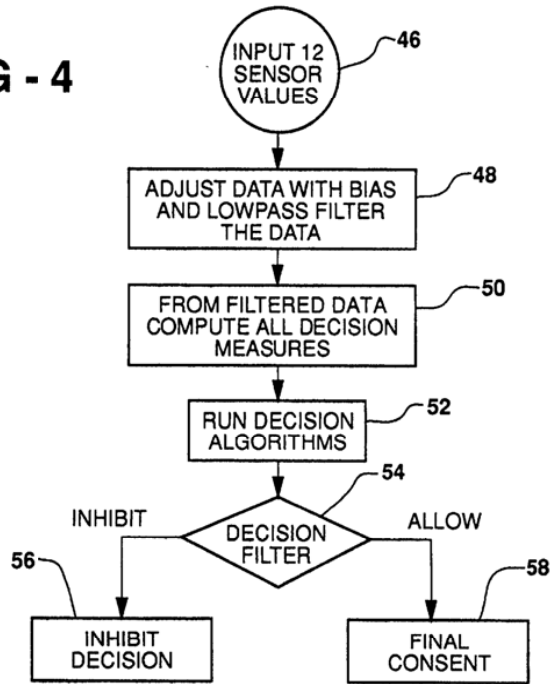 G - 4
INPUT 12
SENSOR
VALUES
46
ADJUST DATA WITH BIAS
AND LOWPASS FILTER
THE DATA
48
FROM FILTERED DATA
COMPUTE ALL DECISION
MEASURES
50
RUN DECISION
ALGORITHMS
52
DECISION
FILTER
54
INHIBIT
ALLOW
56
INHIBIT
DECISION
58
FINAL
CONSENT